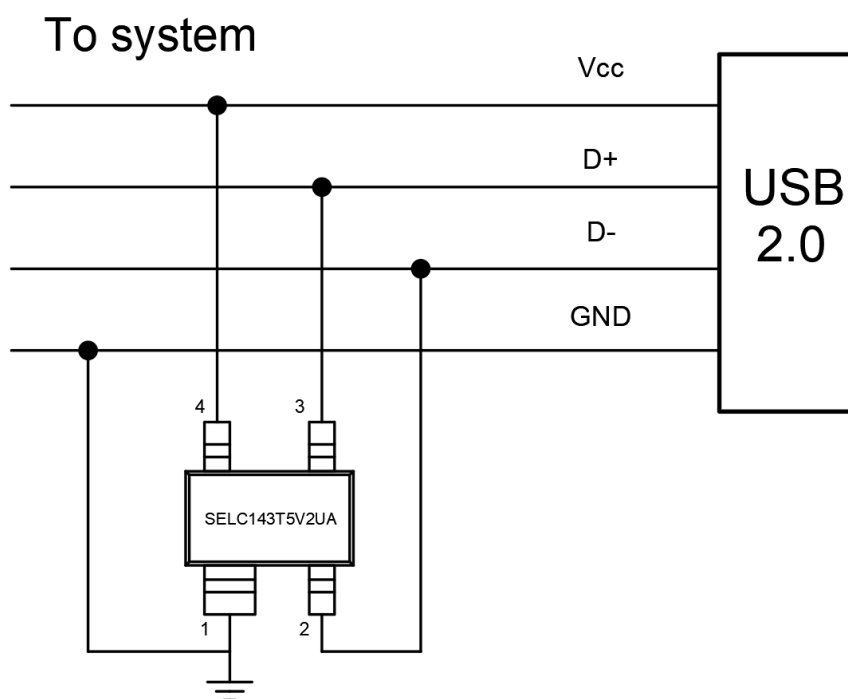 To system
Vcc
D+
D-
GND
USB
2.0
4
3
SELC143T5V2UA
1
2